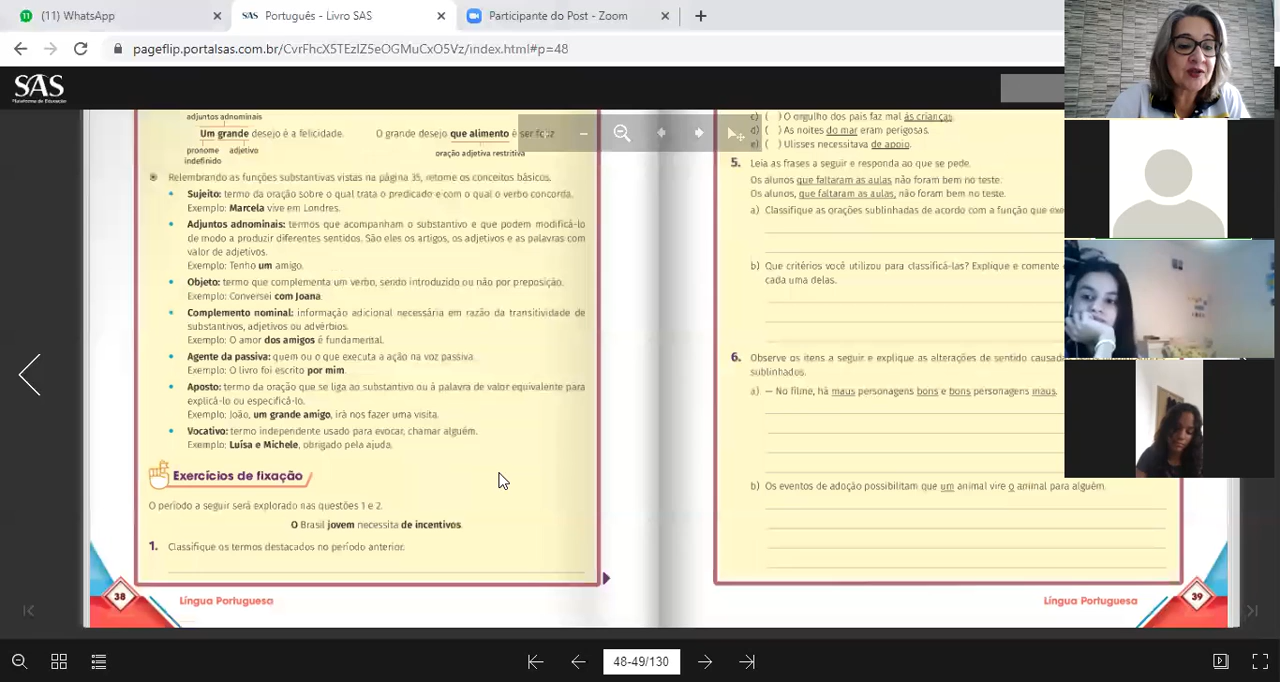 (11) WhatsApp
SAS Português - Livro SAS
Participante do Post - Zoom
pageflip.portalsas.com.br/CvrFhcX5TEzIZ5eOGMuCxO5Vz/index.html#p=48
SAS
Plataforma de Educação
adjuntos adnominais
Um grande desejo é a felicidade. O grande desejo que alimento é ser feliz
pronome adjetivo oração adjetiva restritiva
indefinido
Relembrando as funções substantivas vistas na página 35, retome os conceitos básicos.
• Sujeito: termo da oração sobre o qual trata o predicado e com o qual o verbo concorda.
Exemplo: Marcela vive em Londres.
• Adjuntos adnominais: termos que acompanham o substantivo e que podem modificá-lo
de modo a produzir diferentes sentidos. São eles os artigos, os adjetivos e as palavras com
valor de adjetivos.
Exemplo: Tenho um amigo.
• Objeto: termo que complementa um verbo, sendo introduzido ou não por preposição.
Exemplo: Conversei com Joana.
• Complemento nominal: informação adicional necessária em razão da transitividade de
substantivos, adjetivos ou advérbios.
Exemplo: O amor dos amigos é fundamental.
• Agente da passiva: quem ou o que executa a ação na voz passiva.
Exemplo: O livro foi escrito por mim.
• Aposto: termo da oração que se liga ao substantivo ou à palavra de valor equivalente para
explicá-lo ou especificá-lo.
Exemplo: João, um grande amigo, irá nos fazer uma visita.
• Vocativo: termo independente usado para evocar, chamar alguém.
Exemplo: Luísa e Michele, obrigado pela ajuda.
Exercícios de fixação
O período a seguir será explorado nas questões 1 e 2.
O Brasil jovem necessita de incentivos.
1. Classifique os termos destacados no período anterior.
38 Língua Portuguesa
c) ( ) O orgulho dos pais faz mal às crianças.
d) ( ) As noites do mar eram perigosas.
e) ( ) Ulisses necessitava de apoio.
5. Leia as frases a seguir e responda ao que se pede.
Os alunos que faltaram as aulas não foram bem no teste.
Os alunos, que faltaram as aulas, não foram bem no teste.
a) Classifique as orações sublinhadas de acordo com a função que
b) Que critérios você utilizou para classificá-las? Explique e comente
cada uma delas.
6. Observe os itens a seguir e explique as alterações de sentido
sublinhados.
a) — No filme, há maus personagens bons e bons personagens maus.
b) Os eventos de adoção possibilitam que um animal vire o animal para alguém.
Língua Portuguesa 39
48-49/130